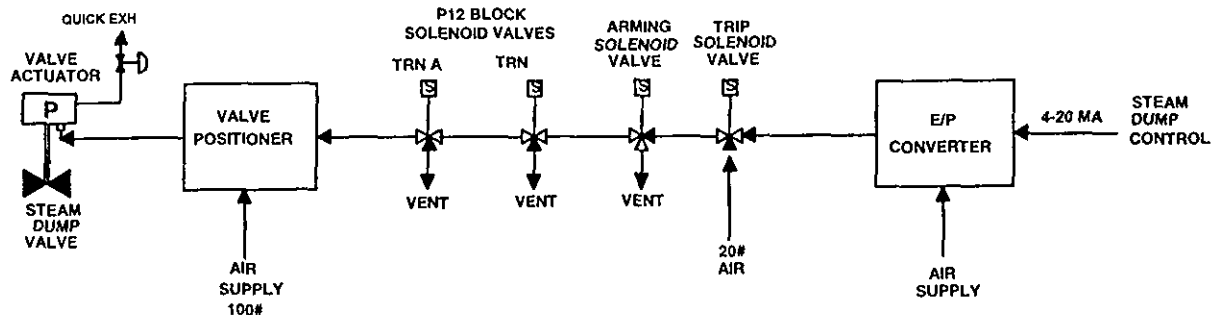 QUICK EXH
VALVE
ACTUATOR
P
P12 BLOCK
SOLENOID VALVES
TRN A
TRN
S
S
ARMING
SOLENOID
VALVE
S
TRIP
SOLENOID
VALVE
S
VALVE
POSITIONER
E/P
CONVERTER
4-20 MA
STEAM
DUMP
CONTROL
VENT
VENT
VENT
STEAM
DUMP
VALVE
AIR
SUPPLY
100#
20#
AIR
AIR
SUPPLY